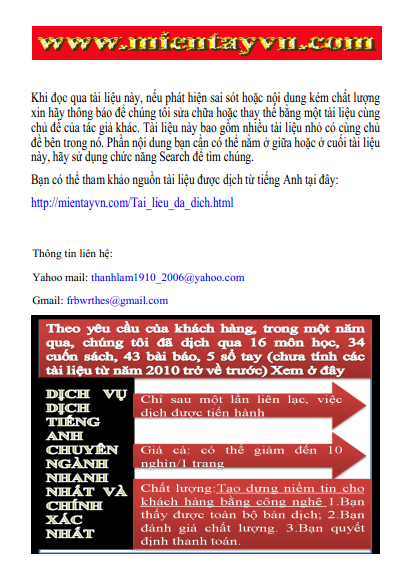 www.mientayvn.com
Khi đọc qua tài liệu này, nếu phát hiện sai sót hoặc nội dung kém chất lượng
xin hãy thông báo để chúng tôi sửa chữa hoặc thay thế bằng một tài liệu cùng
chủ đề của tác giả khác. Tài liệu này bao gồm nhiều tài liệu nhỏ có cùng chủ
đề bên trong nó. Phần nội dung bạn cần có thể nằm ở giữa hoặc ở cuối tài liệu
này, hãy sử dụng chức năng Search để tìm chúng.
Bạn có thể tham khảo nguồn tài liệu được dịch từ tiếng Anh tại đây:
http://mientayvn.com/Tai_lieu_da_dich.html
Thông tin liên hệ:
Yahoo mail: thanhlam1910_2006@yahoo.com
Gmail: frbwrthes@gmail.com
Theo yêu cầu của khách hàng, trong một năm
qua, chúng tôi đã dịch qua 16 môn học, 34
cuốn sách, 43 bài báo, 5 sổ tay (chưa tính các
tài liệu từ năm 2010 trở về trước) Xem ở đây
DỊCH VỤ
DỊCH
TIẾNG
ANH
CHUYÊN
NGÀNH
NHANH
NHẤT VÀ
CHÍNH
XÁC
NHẤT
Chỉ sau một lần liên lạc, việc
dịch được tiến hành
Giá cả: có thể giảm đến 10
nghìn/1 trang
Chất lượng:Tạo dựng niềm tin cho
khách hàng bằng công nghệ 1.Bạn
thấy được toàn bộ bản dịch; 2.Bạn
đánh giá chất lượng. 3.Bạn quyết
định thanh toán.